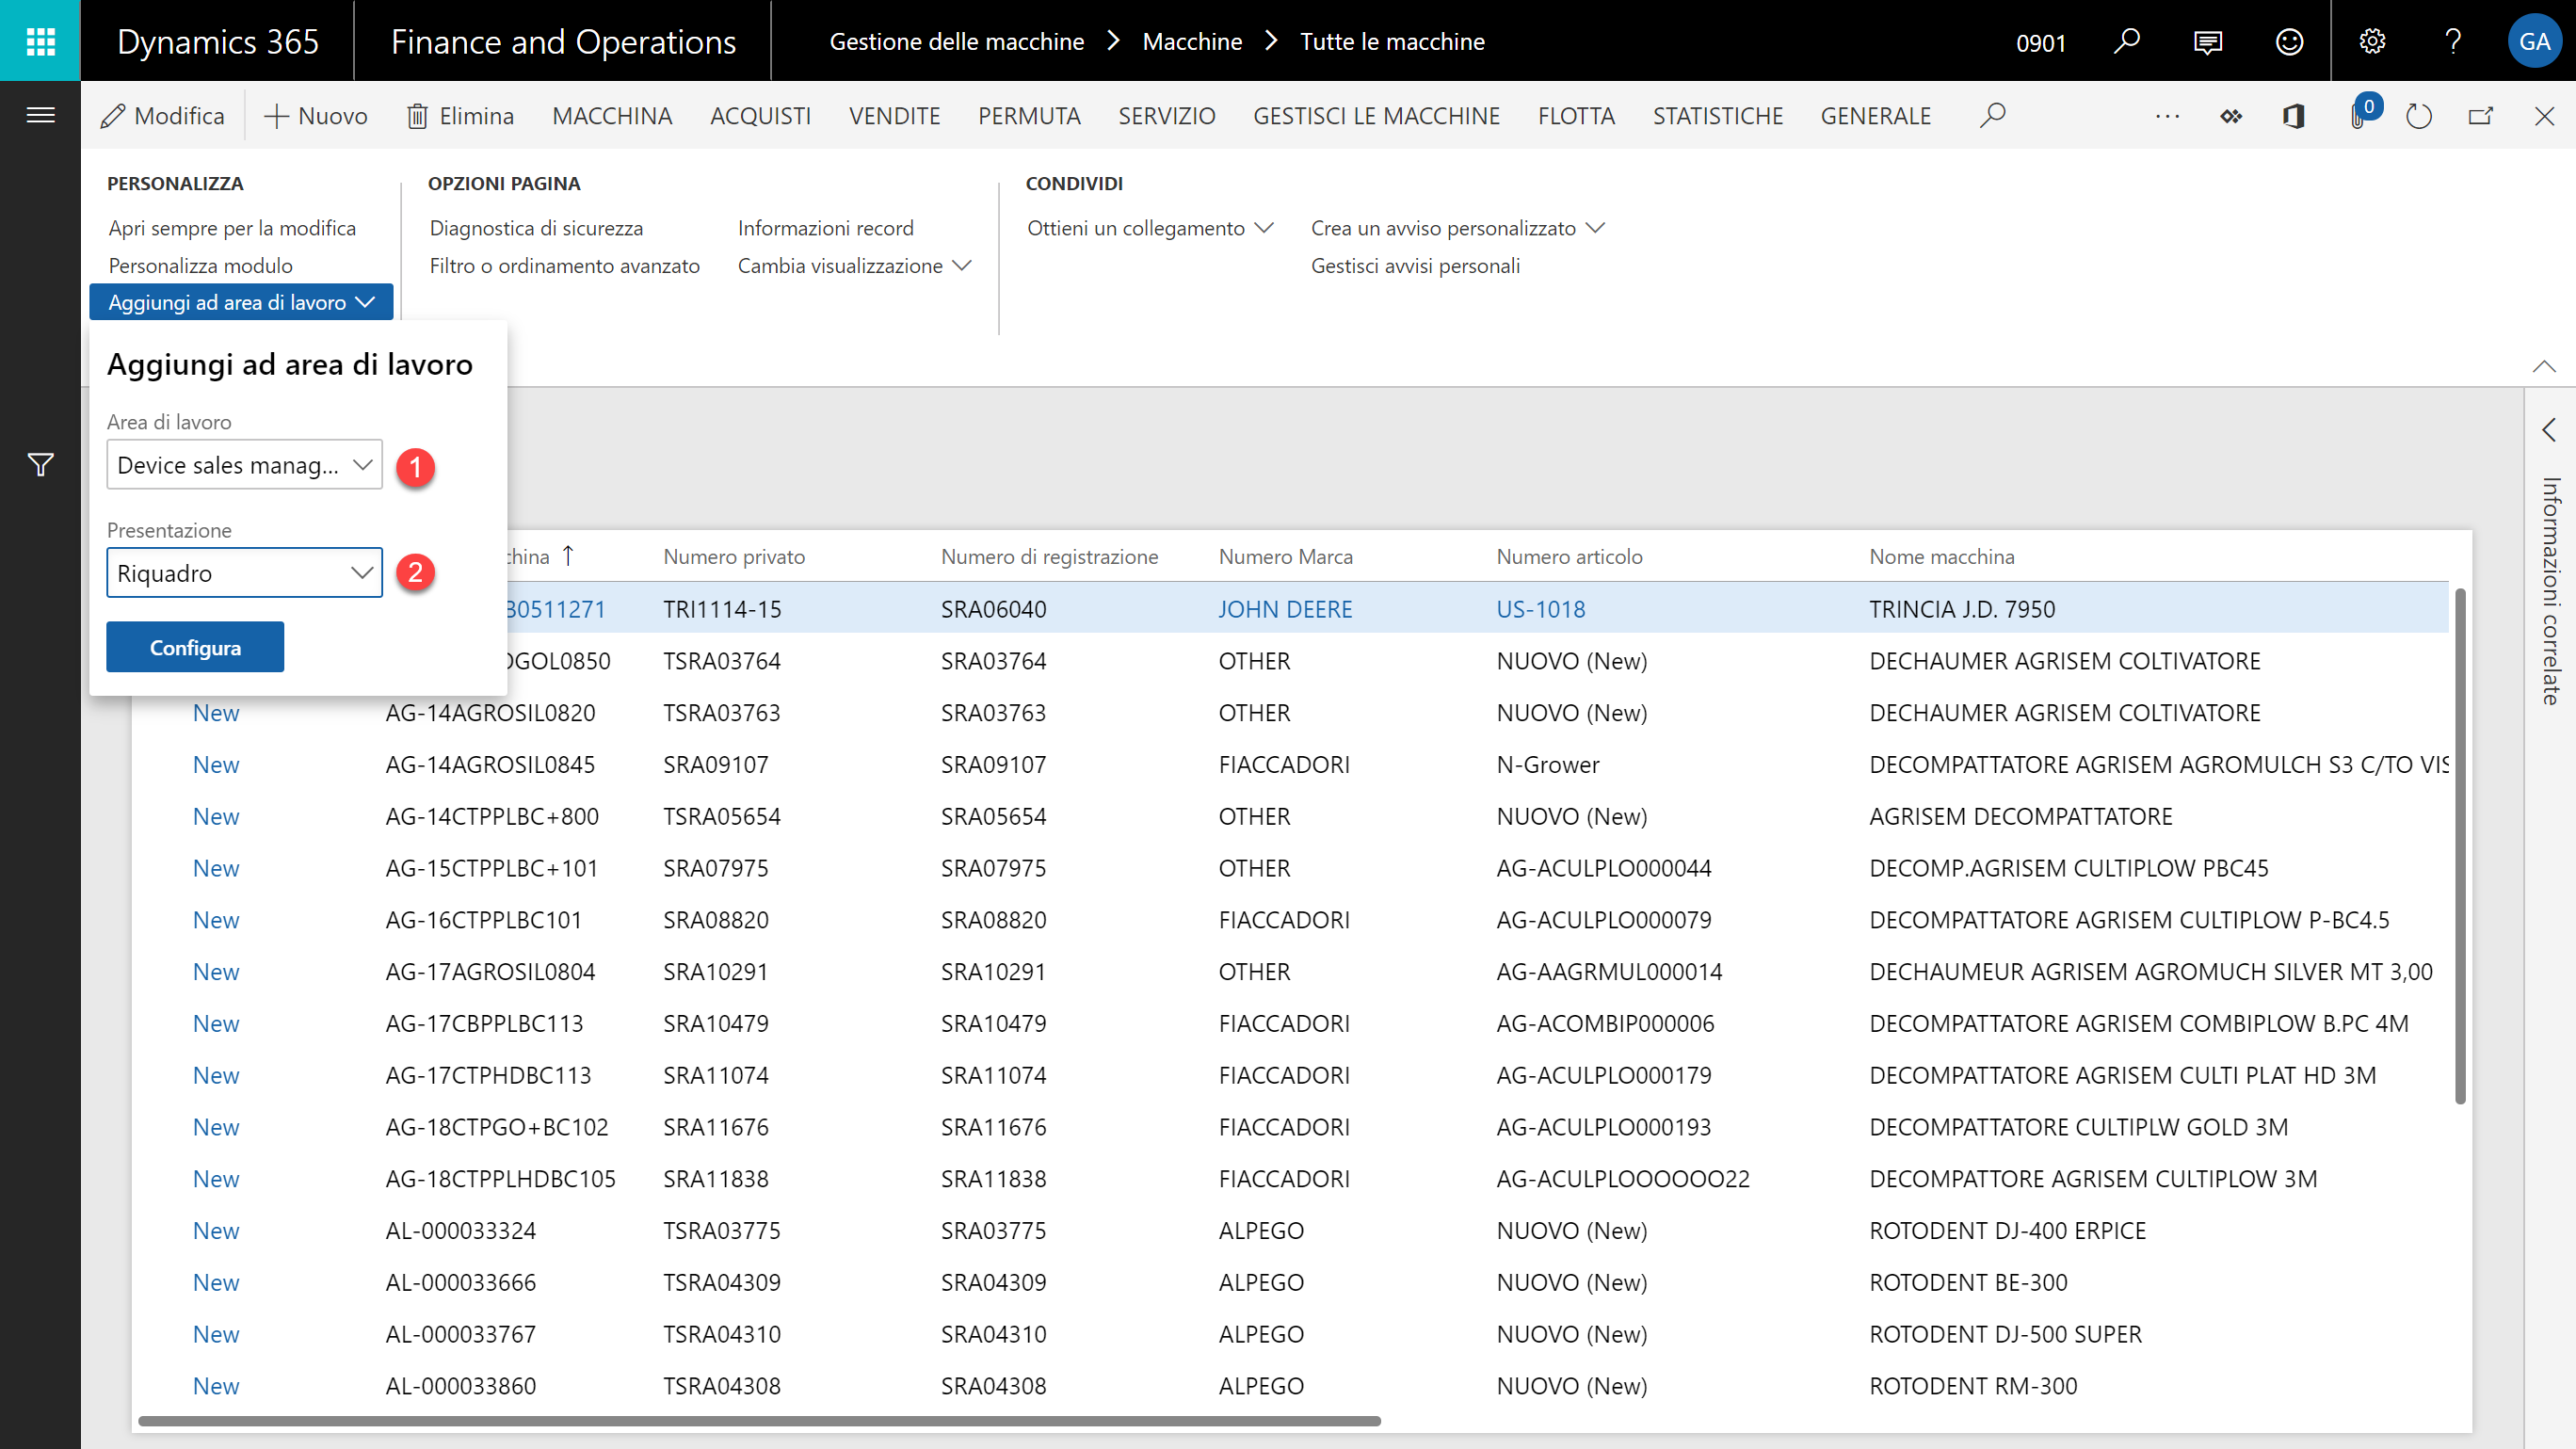 Dynamics 365 Finance and Operations Gestione delle macchine Macchine Tutte le macchine 0901 GA
Modifica Nuovo Elimina MACCHINA ACQUISTI VENDITE PERMUTA SERVIZIO GESTISCI LE MACCHINE FLOTTA STATISTICHE GENERALE 0
PERSONALIZZA OPZIONI PAGINA CONDIVIDI
Apri sempre per la modifica Diagnostica di sicurezza Informazioni record Ottieni un collegamento Crea un avviso personalizzato
Personalizza modulo Filtro o ordinamento avanzato Cambia visualizzazione Gestisci avvisi personali
Aggiungi ad area di lavoro
Aggiungi ad area di lavoro
Area di lavoro
Device sales manag... 1
Presentazione
Riquadro 2
Configura
Informazioni correlate
china Numero privato Numero di registrazione Numero Marca Numero articolo Nome macchina
30511271 TRI1114-15 SRA06040 JOHN DEERE US-1018 TRINCIA J.D. 7950
OGOL0850 TSRA03764 SRA03764 OTHER NUOVO (New) DECHAUMER AGRISEM COLTIVATORE
New AG-14AGROSIL0820 TSRA03763 SRA03763 OTHER NUOVO (New) DECHAUMER AGRISEM COLTIVATORE
New AG-14AGROSIL0845 SRA09107 SRA09107 FIACCADORI N-Grower DECOMPATTATORE AGRISEM AGROMULCH S3 C/TO VIS
New AG-14CTPPLBC+800 TSRA05654 SRA05654 OTHER NUOVO (New) AGRISEM DECOMPATTATORE
New AG-15CTPPLBC+101 SRA07975 SRA07975 OTHER AG-ACULPLO000044 DECOMP.AGRISEM CULTIPLOW PBC45
New AG-16CTPPLBC101 SRA08820 SRA08820 FIACCADORI AG-ACULPLO000079 DECOMPATTATORE AGRISEM CULTIPLOW P-BC4.5
New AG-17AGROSIL0804 SRA10291 SRA10291 OTHER AG-AAGRMUL000014 DECHAUMEUR AGRISEM AGROMUCH SILVER MT 3,00
New AG-17CBPPLBC113 SRA10479 SRA10479 FIACCADORI AG-ACOMBIP000006 DECOMPATTATORE AGRISEM COMBIPLOW B.PC 4M
New AG-17CTPHDBC113 SRA11074 SRA11074 FIACCADORI AG-ACULPLO000179 DECOMPATTATORE AGRISEM CULTI PLAT HD 3M
New AG-18CTPGO+BC102 SRA11676 SRA11676 FIACCADORI AG-ACULPLO000193 DECOMPATTATORE CULTIPLW GOLD 3M
New AG-18CTPPLHDBC105 SRA11838 SRA11838 FIACCADORI AG-ACULPLOOOOOO22 DECOMPATTORE AGRISEM CULTIPLOW 3M
New AL-000033324 TSRA03775 SRA03775 ALPEGO NUOVO (New) ROTODENT DJ-400 ERPICE
New AL-000033666 TSRA04309 SRA04309 ALPEGO NUOVO (New) ROTODENT BE-300
New AL-000033767 TSRA04310 SRA04310 ALPEGO NUOVO (New) ROTODENT DJ-500 SUPER
New AL-000033860 TSRA04308 SRA04308 ALPEGO NUOVO (New) ROTODENT RM-300